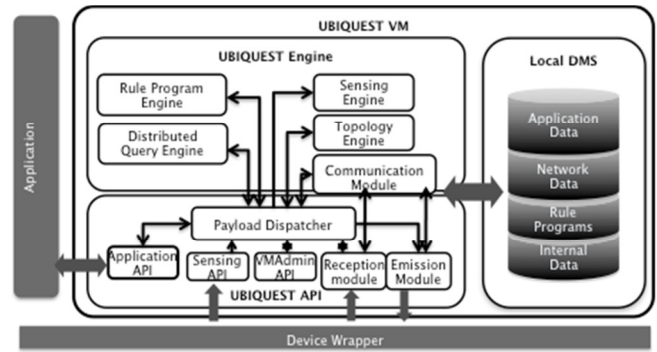 UBIQUEST VM
UBIQUEST Engine
Local DMS
Rule Program
Engine
Sensing
Engine
Distributed
Query Engine
Topology
Engine
Communication
Module
Application
Data
Network
Data
Rule
Programs
Internal
Data
Application
Payload Dispatcher
Application
API
Sensing
API
VMAdmin
API
Reception
module
Emission
Module
UBIQUEST API
Device Wrapper